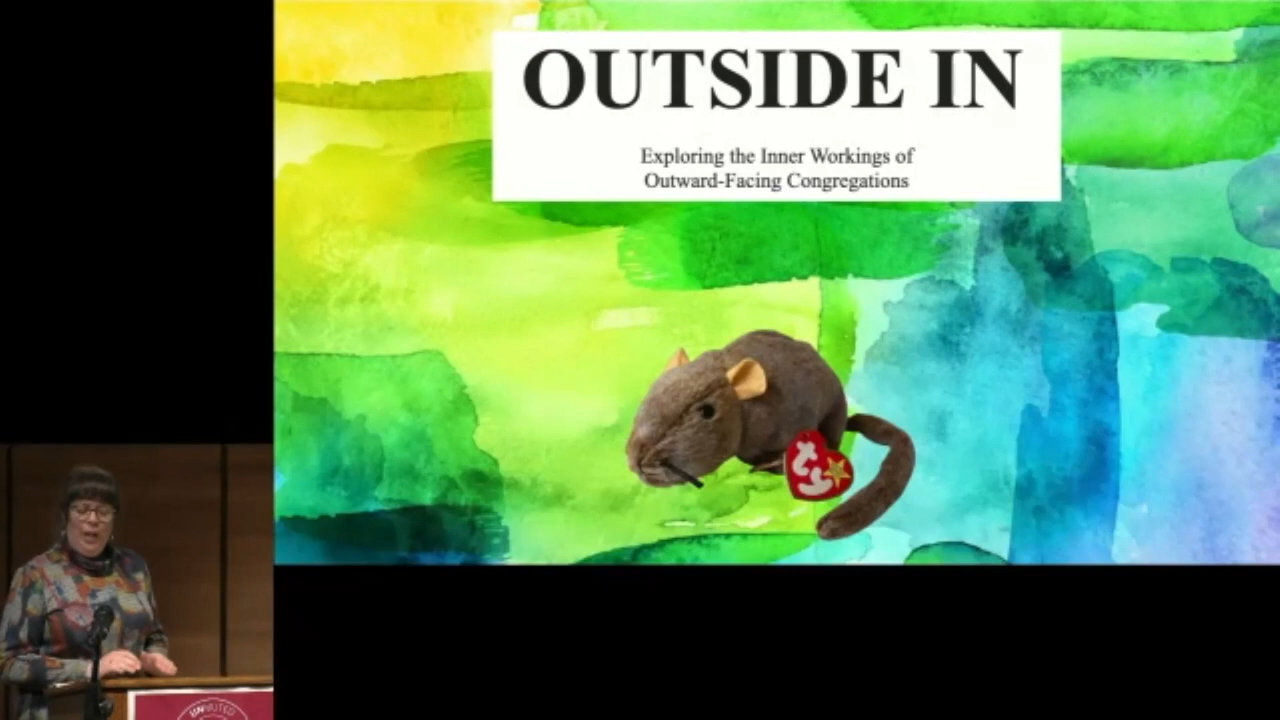 OUTSIDE IN
Exploring the Inner Workings of
Outward-Facing Congregations
ty